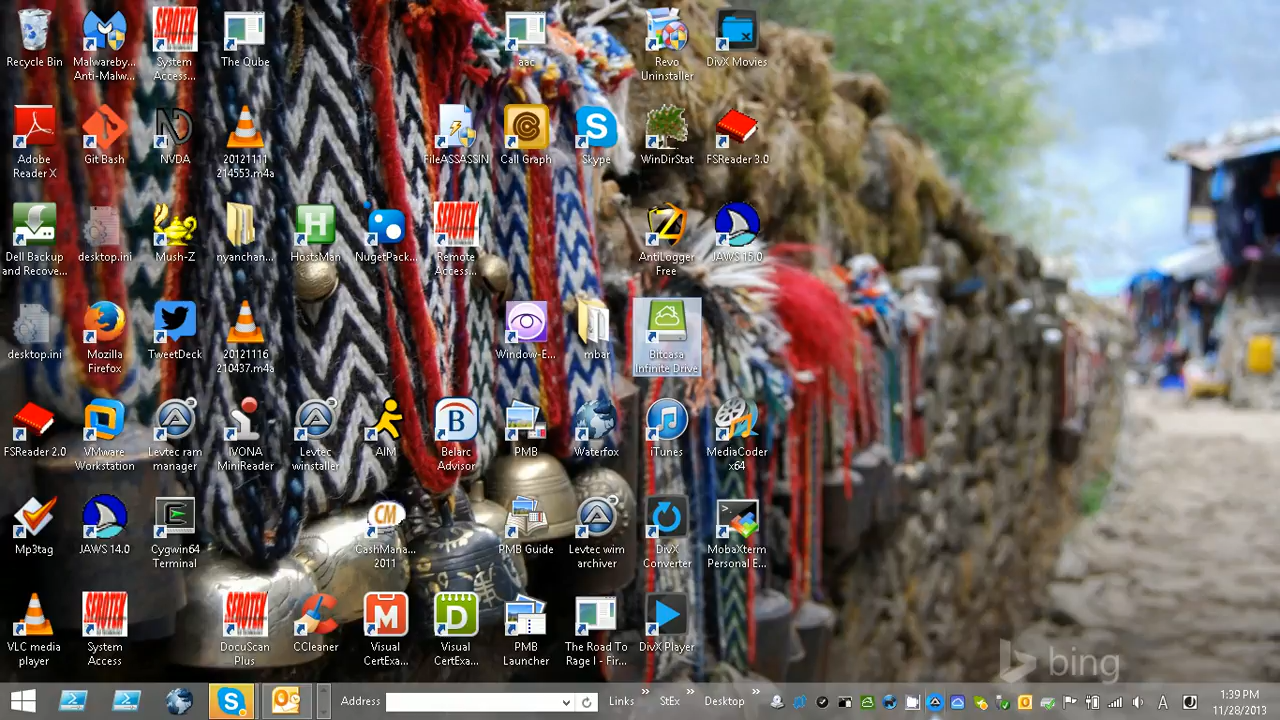 Recycle Bin
Malwareby...
Anti-Malw...
SEROTEK
System
Access...
The Qube
aac
Revo
Uninstaller
DivX Movies
Adobe
Reader X
Git Bash
NVDA
20121111
214553.m4a
FileASSASSIN
Call Graph
Skype
WinDirStat
FSReader 3.0
Dell Backup
and Recove...
desktop.ini
Mush-Z
nyanchan...
HostsMan
NugetPack...
SEROTEK
Remote
Access...
AntiLogger
Free
JAWS 15.0
desktop.ini
Mozilla
Firefox
TweetDeck
20121116
210437.m4a
Window-E...
mbar
Bitcasa
Infinite Drive
FSReader 2.0
VMware
Workstation
Levtec ram
manager
IVONA
MiniReader
Levtec
winstaller
AIM
Belarc
Advisor
PMB
Waterfox
iTunes
MediaCoder
x64
Mp3tag
JAWS 14.0
Cygwin64
Terminal
CM
CashMana...
2011
PMB Guide
Levtec wim
archiver
DivX
Converter
MobaXterm
Personal E...
VLC media
player
SEROTEK
System
Access
SEROTEK
DocuScan
Plus
CCleaner
Visual
CertExa...
Visual
CertExa...
PMB
Launcher
The Road To
Rage I - Fir...
DivX Player
bing
Address
Links
StEx
Desktop
1:39 PM
11/28/2013